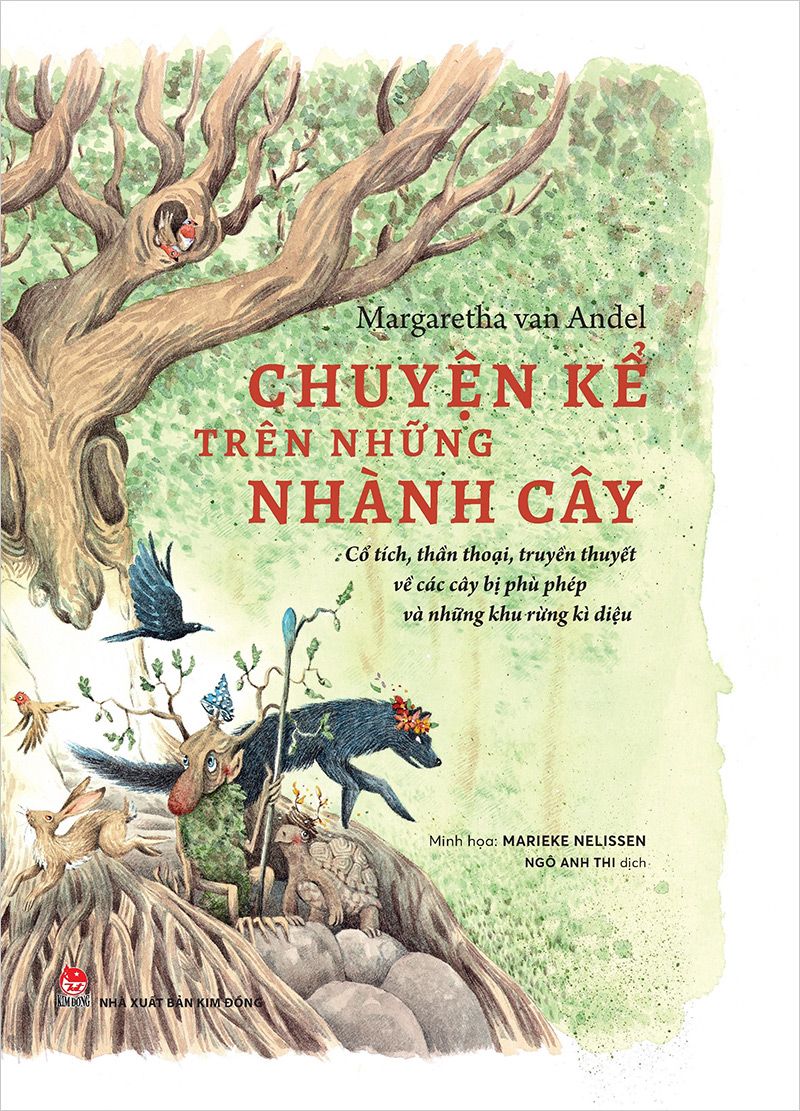 Margaretha van Andel
CHUYỆN KỂ
TRÊN NHỮNG
NHÀNH CÂY
Cổ tích, thần thoại, truyền thuyết
về các cây bị phù phép
và những khu rừng kì diệu
Minh họa: MARIEKE NELISSEN
NGÔ ANH THI dịch
KIM ĐỒNG
NHÀ XUẤT BẢN KIM ĐỒNG